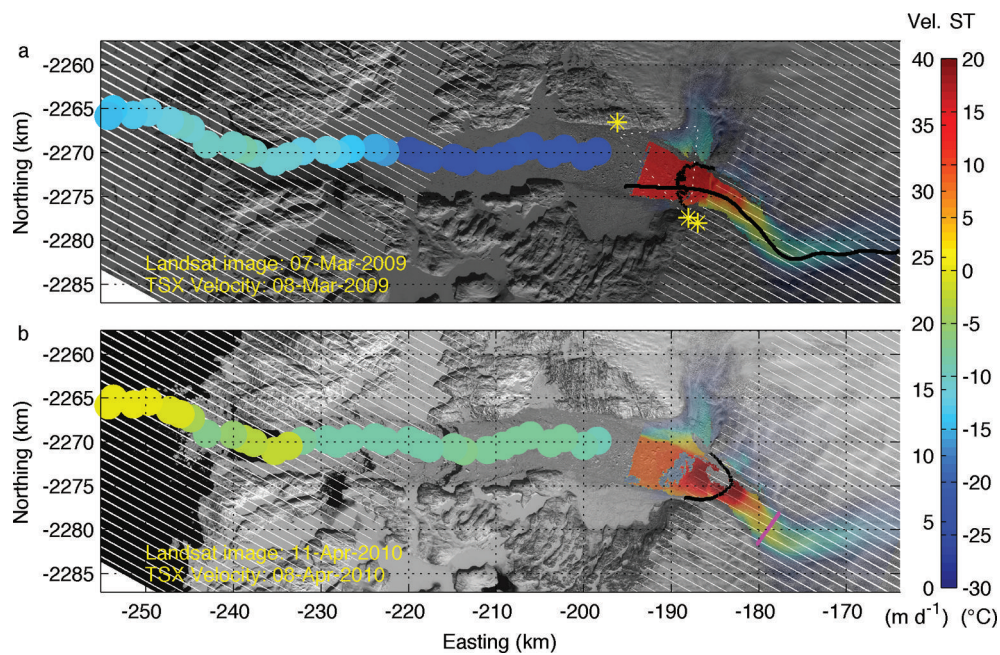 Vel. ST
a
-2260
-2265
-2270
-2275
-2280
-2285
Northing (km)
Landsat image: 07-Mar-2009
TSX Velocity: 08-Mar-2009
b
-2260
-2265
-2270
-2275
-2280
-2285
Northing (km)
Landsat image: 11-Apr-2010
TSX Velocity: 08-Apr-2010
-250 -240 -230 -220 -210 -200 -190 -180 -170
Easting (km)
40 20
35 15
30 10
25 5
20 0
15 -5
10 -15
5 -25
0 -30
(m d⁻¹) (°C)